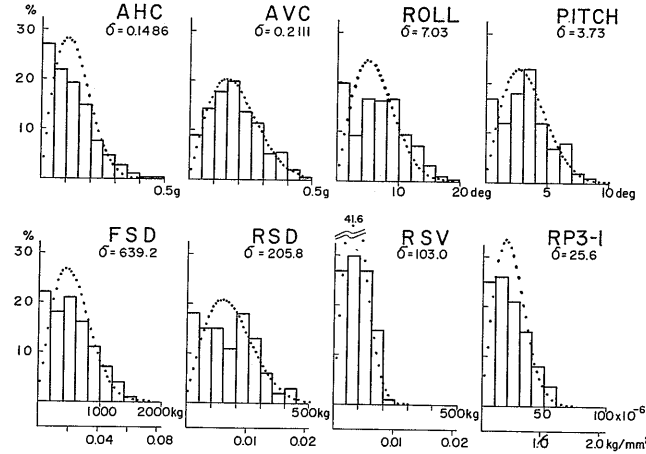 AHC AVC ROLL PITCH
% σ=0.1486 σ=0.2111 σ=7.03 σ=3.73
30
20
10
0.5g 0.5g 10 20 deg 5 10 deg
% FSD RSD 41.6 RSV RP3-1
σ=639.2 σ=205.8 σ=103.0 σ=25.6
30
20
10
1000 2000kg 500kg 500kg 50 100x10⁻⁶
0.04 0.08 0.01 0.02 0.01 0.02 1.0 2.0 kg/mm²